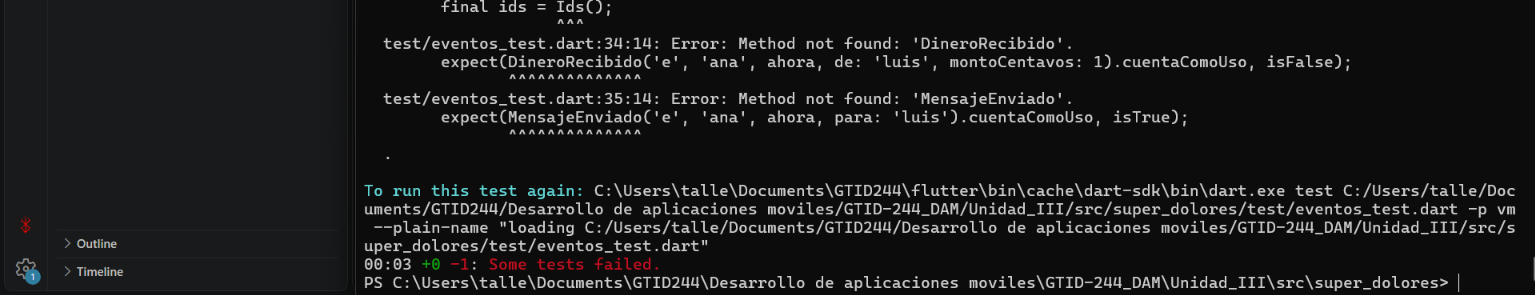 final ids = Ids();
^^^
test/eventos_test.dart:34:14: Error: Method not found: 'DineroRecibido'.
expect(DineroRecibido('e', 'ana', ahora, de: 'luis', montoCentavos: 1).cuentaComoUso, isFalse);
^^^^^^^^^^^^^^
test/eventos_test.dart:35:14: Error: Method not found: 'MensajeEnviado'.
expect(MensajeEnviado('e', 'ana', ahora, para: 'luis').cuentaComoUso, isTrue);
^^^^^^^^^^^^^^
.
To run this test again: C:\Users\talle\Documents\GTID244\flutter\bin\cache\dart-sdk\bin\dart.exe test C:/Users/talle/Doc
uments/GTID244/Desarrollo de aplicaciones moviles/GTID-244_DAM/Unidad_III/src/super_dolores/test/eventos_test.dart -p vm
--plain-name "loading C:/Users/talle/Documents/GTID244/Desarrollo de aplicaciones moviles/GTID-244_DAM/Unidad_III/src/s
uper_dolores/test/eventos_test.dart"
00:03 +0 -1: Some tests failed.
PS C:\Users\talle\Documents\GTID244\Desarrollo de aplicaciones moviles\GTID-244_DAM\Unidad_III\src\super_dolores>
Outline
Timeline
1